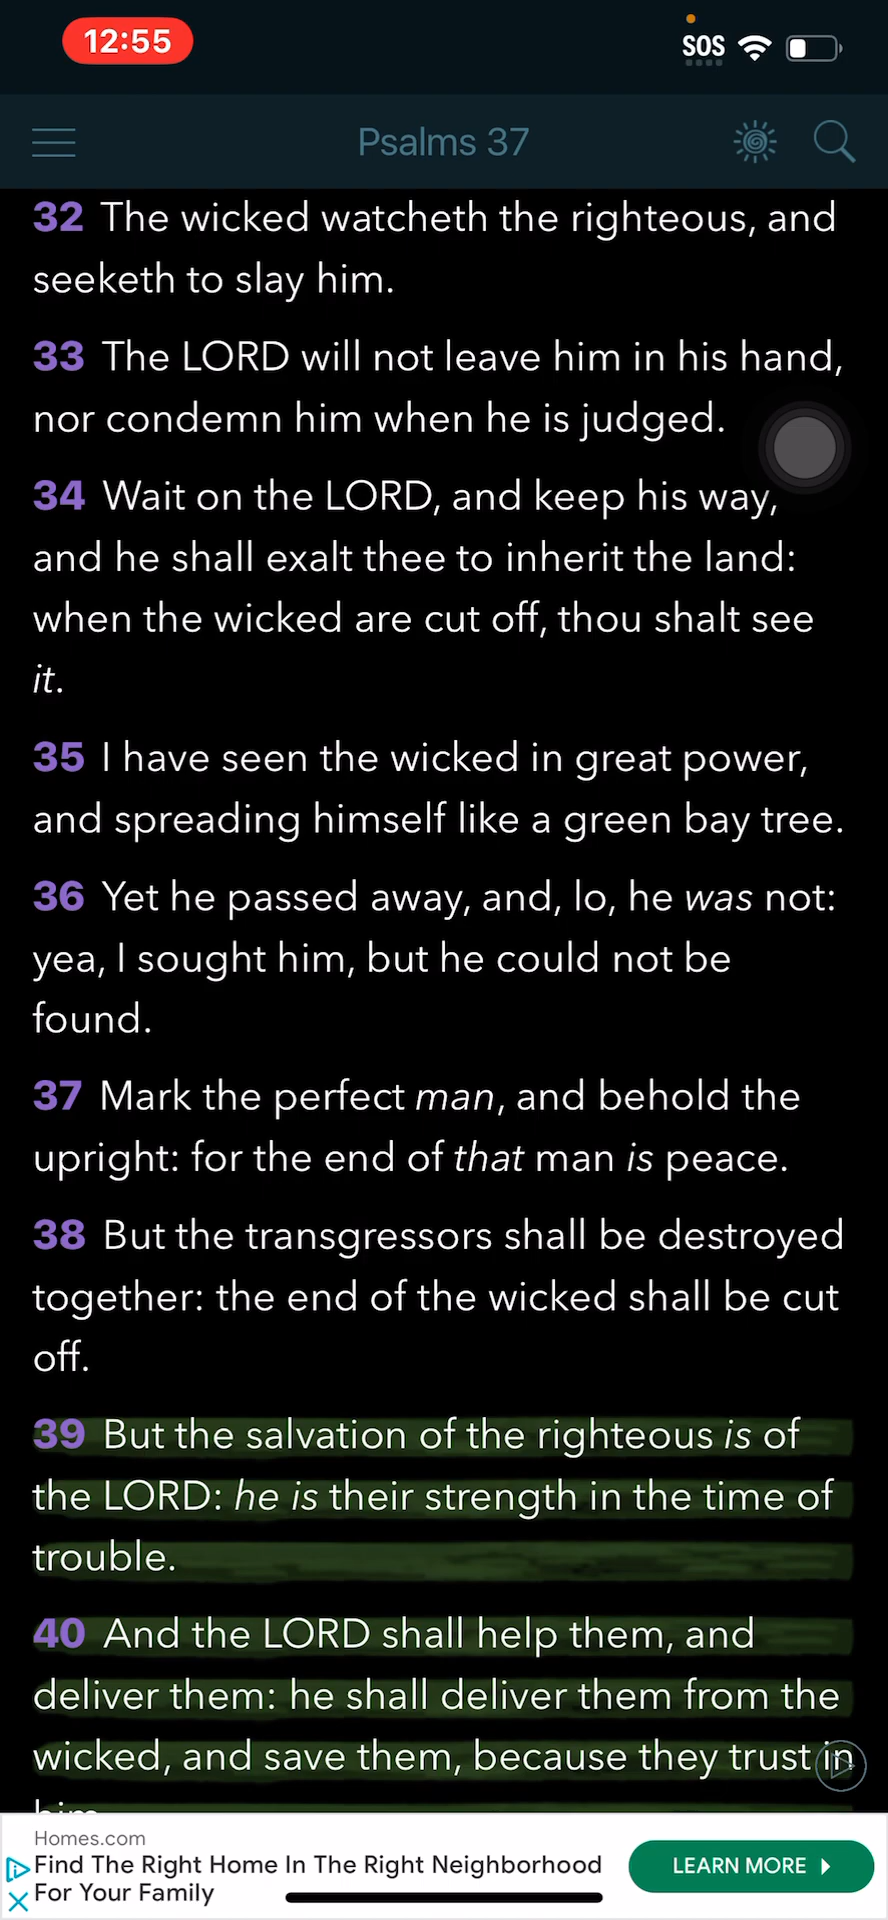 12:55
SOS
Psalms 37
32 The wicked watcheth the righteous, and
seeketh to slay him.
33 The LORD will not leave him in his hand,
nor condemn him when he is judged.
34 Wait on the LORD, and keep his way,
and he shall exalt thee to inherit the land:
when the wicked are cut off, thou shalt see
it.
35 I have seen the wicked in great power,
and spreading himself like a green bay tree.
36 Yet he passed away, and, lo, he was not:
yea, I sought him, but he could not be
found.
37 Mark the perfect man, and behold the
upright: for the end of that man is peace.
38 But the transgressors shall be destroyed
together: the end of the wicked shall be cut
off.
39 But the salvation of the righteous is of
the LORD: he is their strength in the time of
trouble.
40 And the LORD shall help them, and
deliver them: he shall deliver them from the
wicked, and save them, because they trust in
him
Homes.com
Find The Right Home In The Right Neighborhood
For Your Family
LEARN MORE